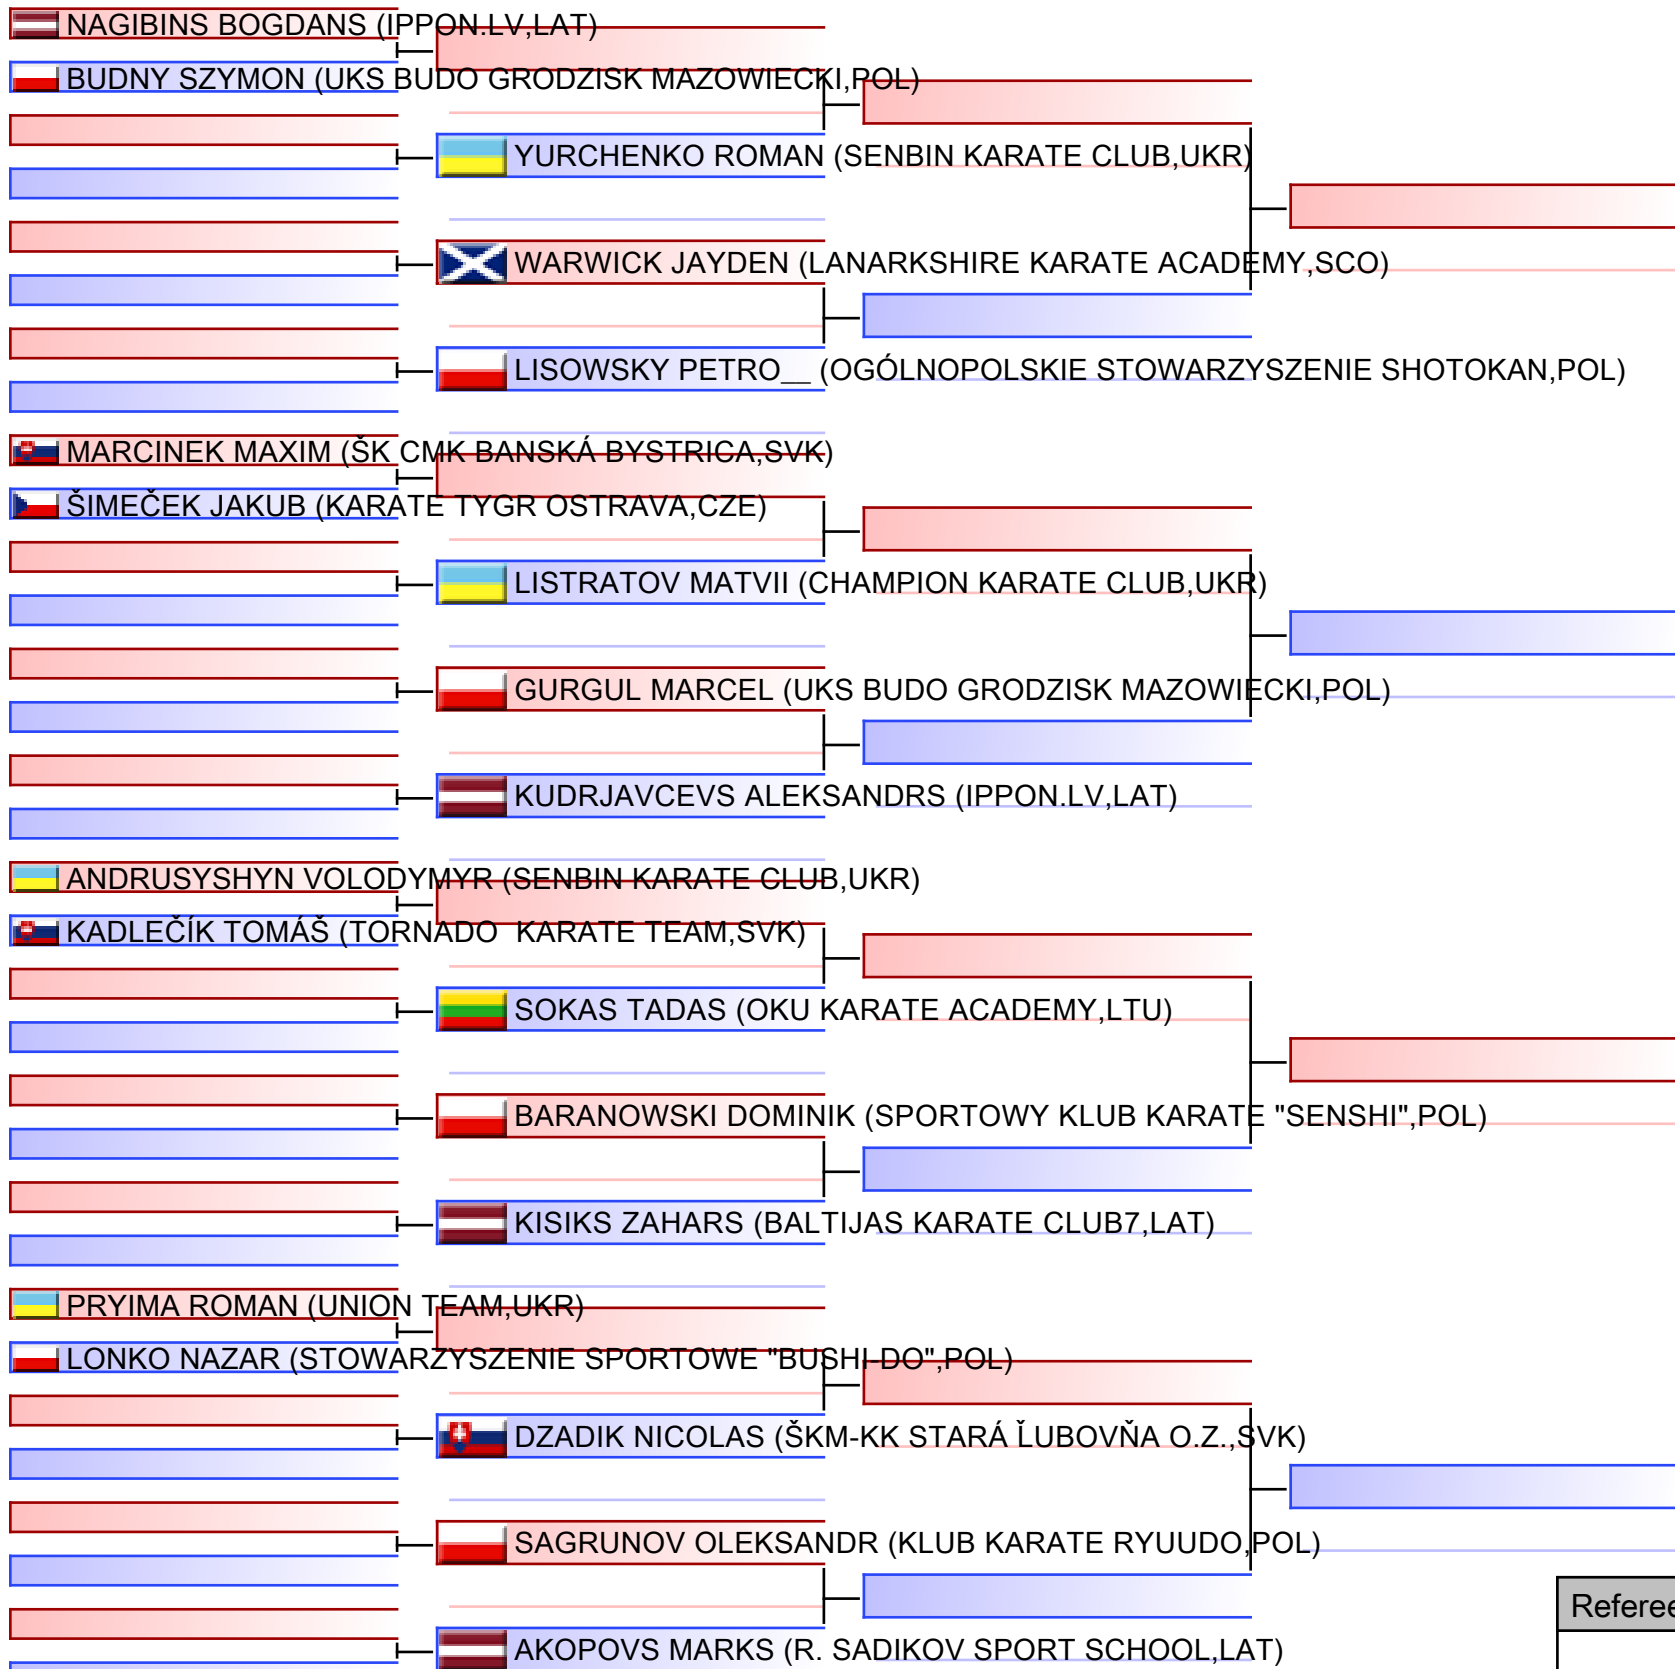 NAGIBINS BOGDANS (IPPON.LV,LAT)
BUDNY SZYMON (UKS BUDO GRODZISK MAZOWIECKI,POL)
YURCHENKO ROMAN (SENBIN KARATE CLUB,UKR)
WARWICK JAYDEN (LANARKSHIRE KARATE ACADEMY,SCO)
LISOWSKY PETRO__ (OGÓLNOPOLSKIE STOWARZYSZENIE SHOTOKAN,POL)
MARCINEK MAXIM (ŠK CMK BANSKÁ BYSTRICA,SVK)
ŠIMEČEK JAKUB (KARATE TYGR OSTRAVA,CZE)
LISTRATOV MATVII (CHAMPION KARATE CLUB,UKR)
GURGUL MARCEL (UKS BUDO GRODZISK MAZOWIECKI,POL)
KUDRJAVCEVS ALEKSANDRS (IPPON.LV,LAT)
ANDRUSYSHYN VOLODYMYR (SENBIN KARATE CLUB,UKR)
KADLEČÍK TOMÁŠ (TORNADO  KARATE TEAM,SVK)
SOKAS TADAS (OKU KARATE ACADEMY,LTU)
BARANOWSKI DOMINIK (SPORTOWY KLUB KARATE "SENSHI",POL)
KISIKS ZAHARS (BALTIJAS KARATE CLUB7,LAT)
PRYIMA ROMAN (UNION TEAM,UKR)
LONKO NAZAR (STOWARZYSZENIE SPORTOWE "BUSHI-DO",POL)
DZADIK NICOLAS (ŠKM-KK STARÁ ĽUBOVŇA O.Z.,SVK)
SAGRUNOV OLEKSANDR (KLUB KARATE RYUUDO,POL)
Referee
AKOPOVS MARKS (R. SADIKOV SPORT SCHOOL,LAT)